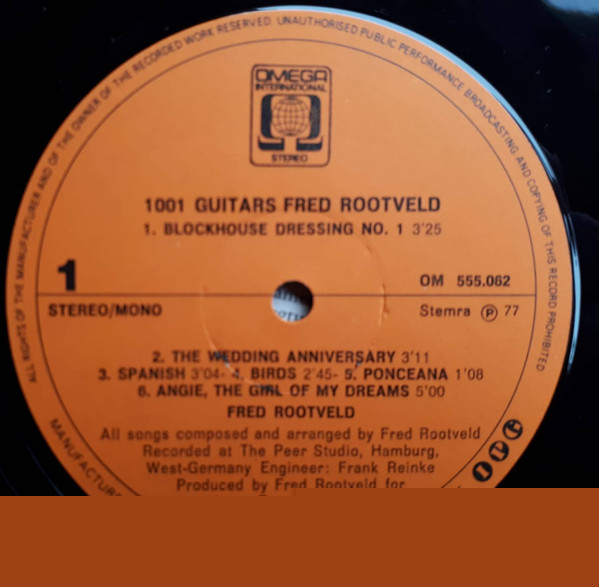 ALL RIGHTS OF THE MANUFACTURER AND OF THE OWNER OF THE RECORDED WORK RESERVED UNAUTHORISED PUBLIC PERFORMANCE BROADCASTING AND COPYING OF THIS RECORD PROHIBITED
OMEGA
INTERNATIONAL
STEREO
1001 GUITARS FRED ROOTVELD
1. BLOCKHOUSE DRESSING NO. 1 3'25
1
OM 555.062
STEREO/MONO
Stemra Ⓟ 77
2. THE WEDDING ANNIVERSARY 3'11
3. SPANISH 3'04- 4. BIRDS 2'45- 5. PONCEANA 1'08
6. ANGIE, THE GIRL OF MY DREAMS 5'00
FRED ROOTVELD
All songs composed and arranged by Fred Rootveld
Recorded at The Peer Studio, Hamburg,
West-Germany Engineer: Frank Reinke
Produced by Fred Rootveld for